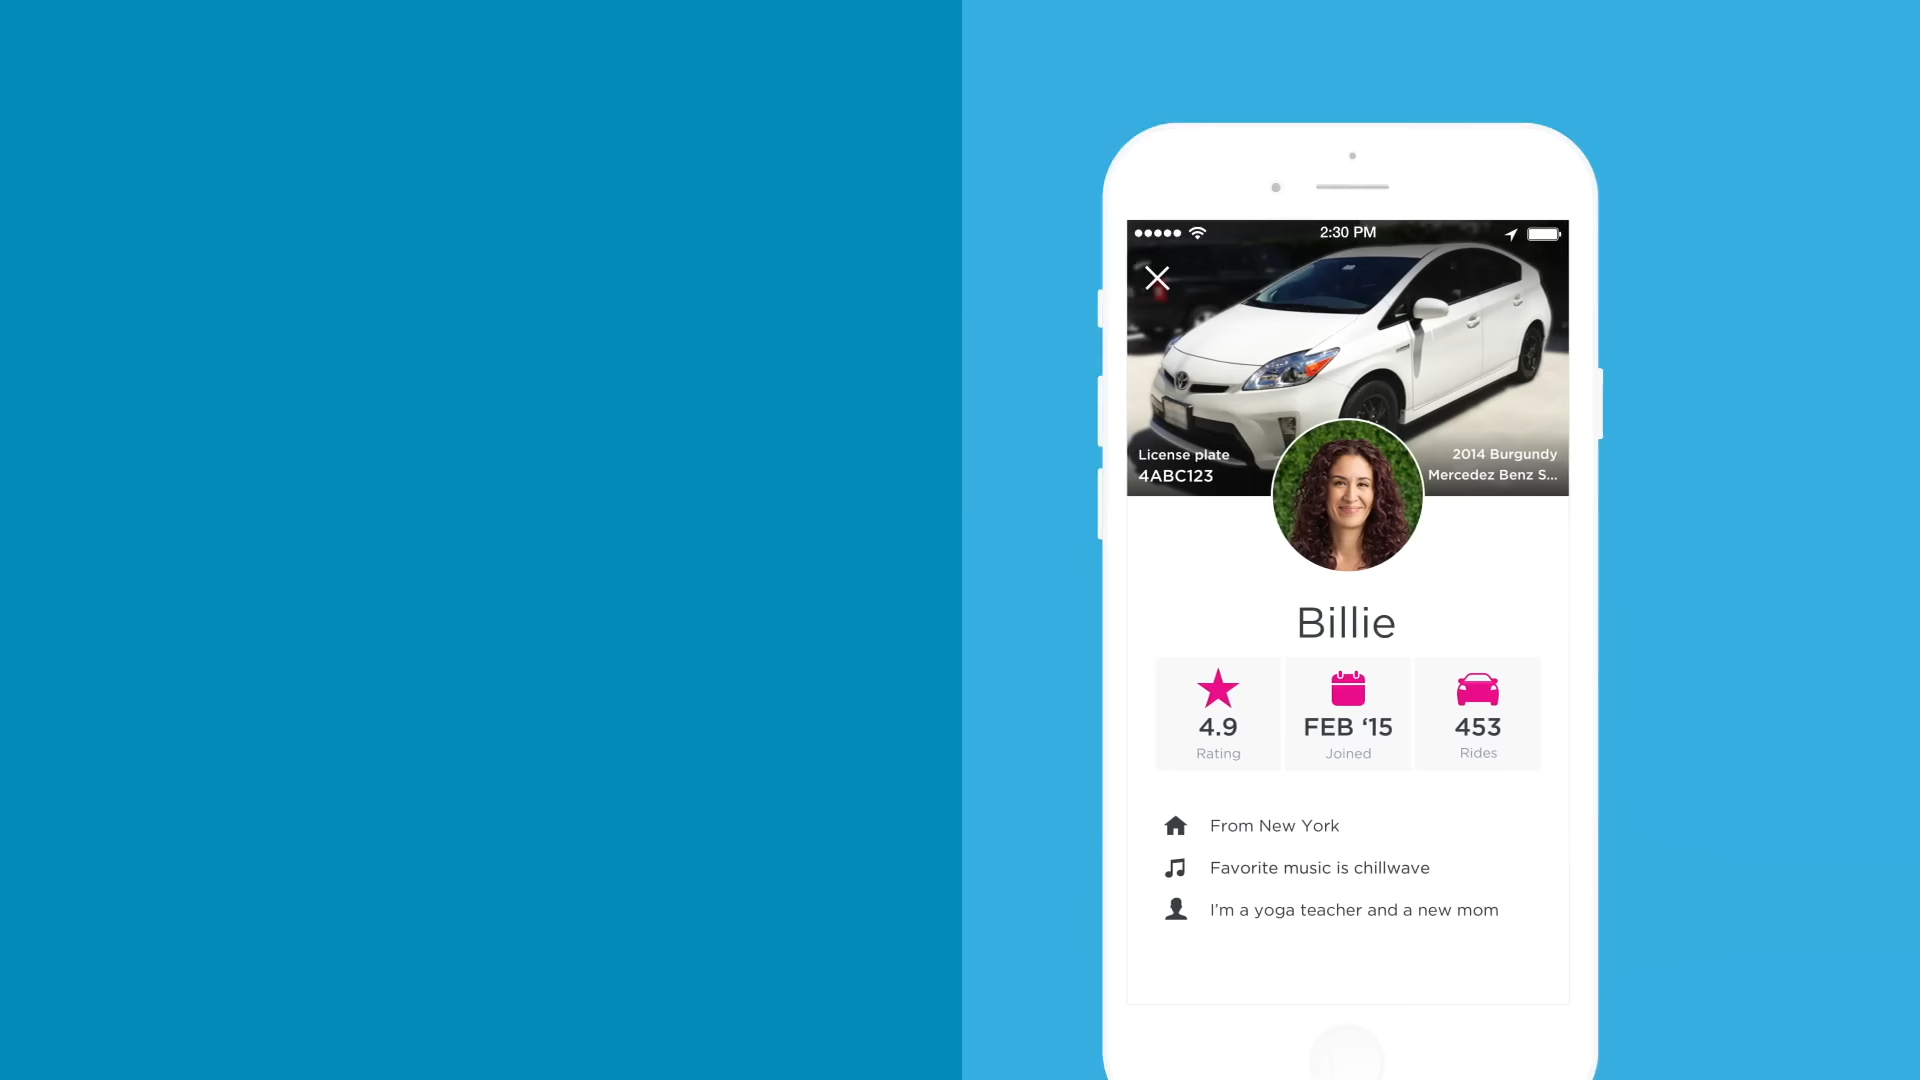 2:30 PM
License plate
4ABC123
2014 Burgundy
Mercedez Benz S...
Billie
4.9
Rating
FEB ‘15
Joined
453
Rides
From New York
Favorite music is chillwave
I’m a yoga teacher and a new mom